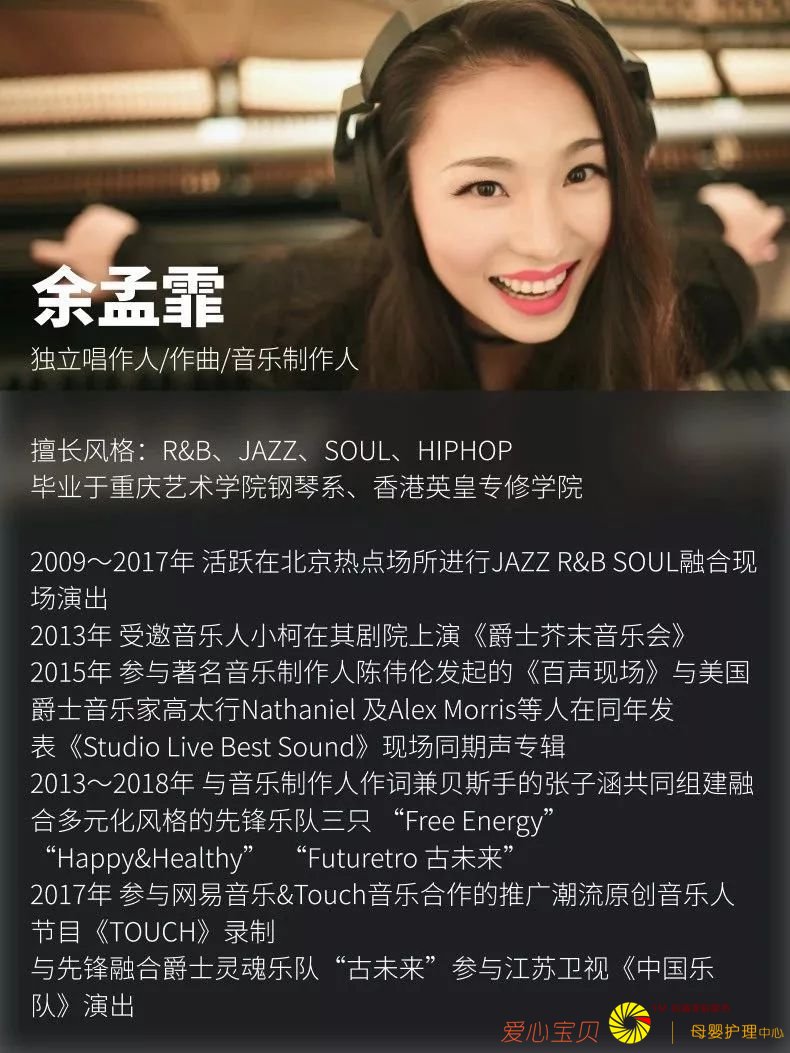 余孟霏
独立唱作人/作曲/音乐制作人
擅长风格：R&B、JAZZ、SOUL、HIPHOP
毕业于重庆艺术学院钢琴系、香港英皇专修学院
2009～2017年 活跃在北京热点场所进行JAZZ R&B SOUL融合现
场演出
2013年 受邀音乐人小柯在其剧院上演《爵士芥末音乐会》
2015年 参与著名音乐制作人陈伟伦发起的《百声现场》与美国
爵士音乐家高太行Nathaniel 及Alex Morris等人在同年发
表《Studio Live Best Sound》现场同期声专辑
2013～2018年 与音乐制作人作词兼贝斯手的张子涵共同组建融
合多元化风格的先锋乐队三只 “Free Energy”
“Happy&Healthy” “Futuretro 古未来”
2017年 参与网易音乐&Touch音乐合作的推广潮流原创音乐人
节目《TOUCH》录制
与先锋融合爵士灵魂乐队“古未来”参与江苏卫视《中国乐
队》演出
爱心宝贝 | 母婴护理中心